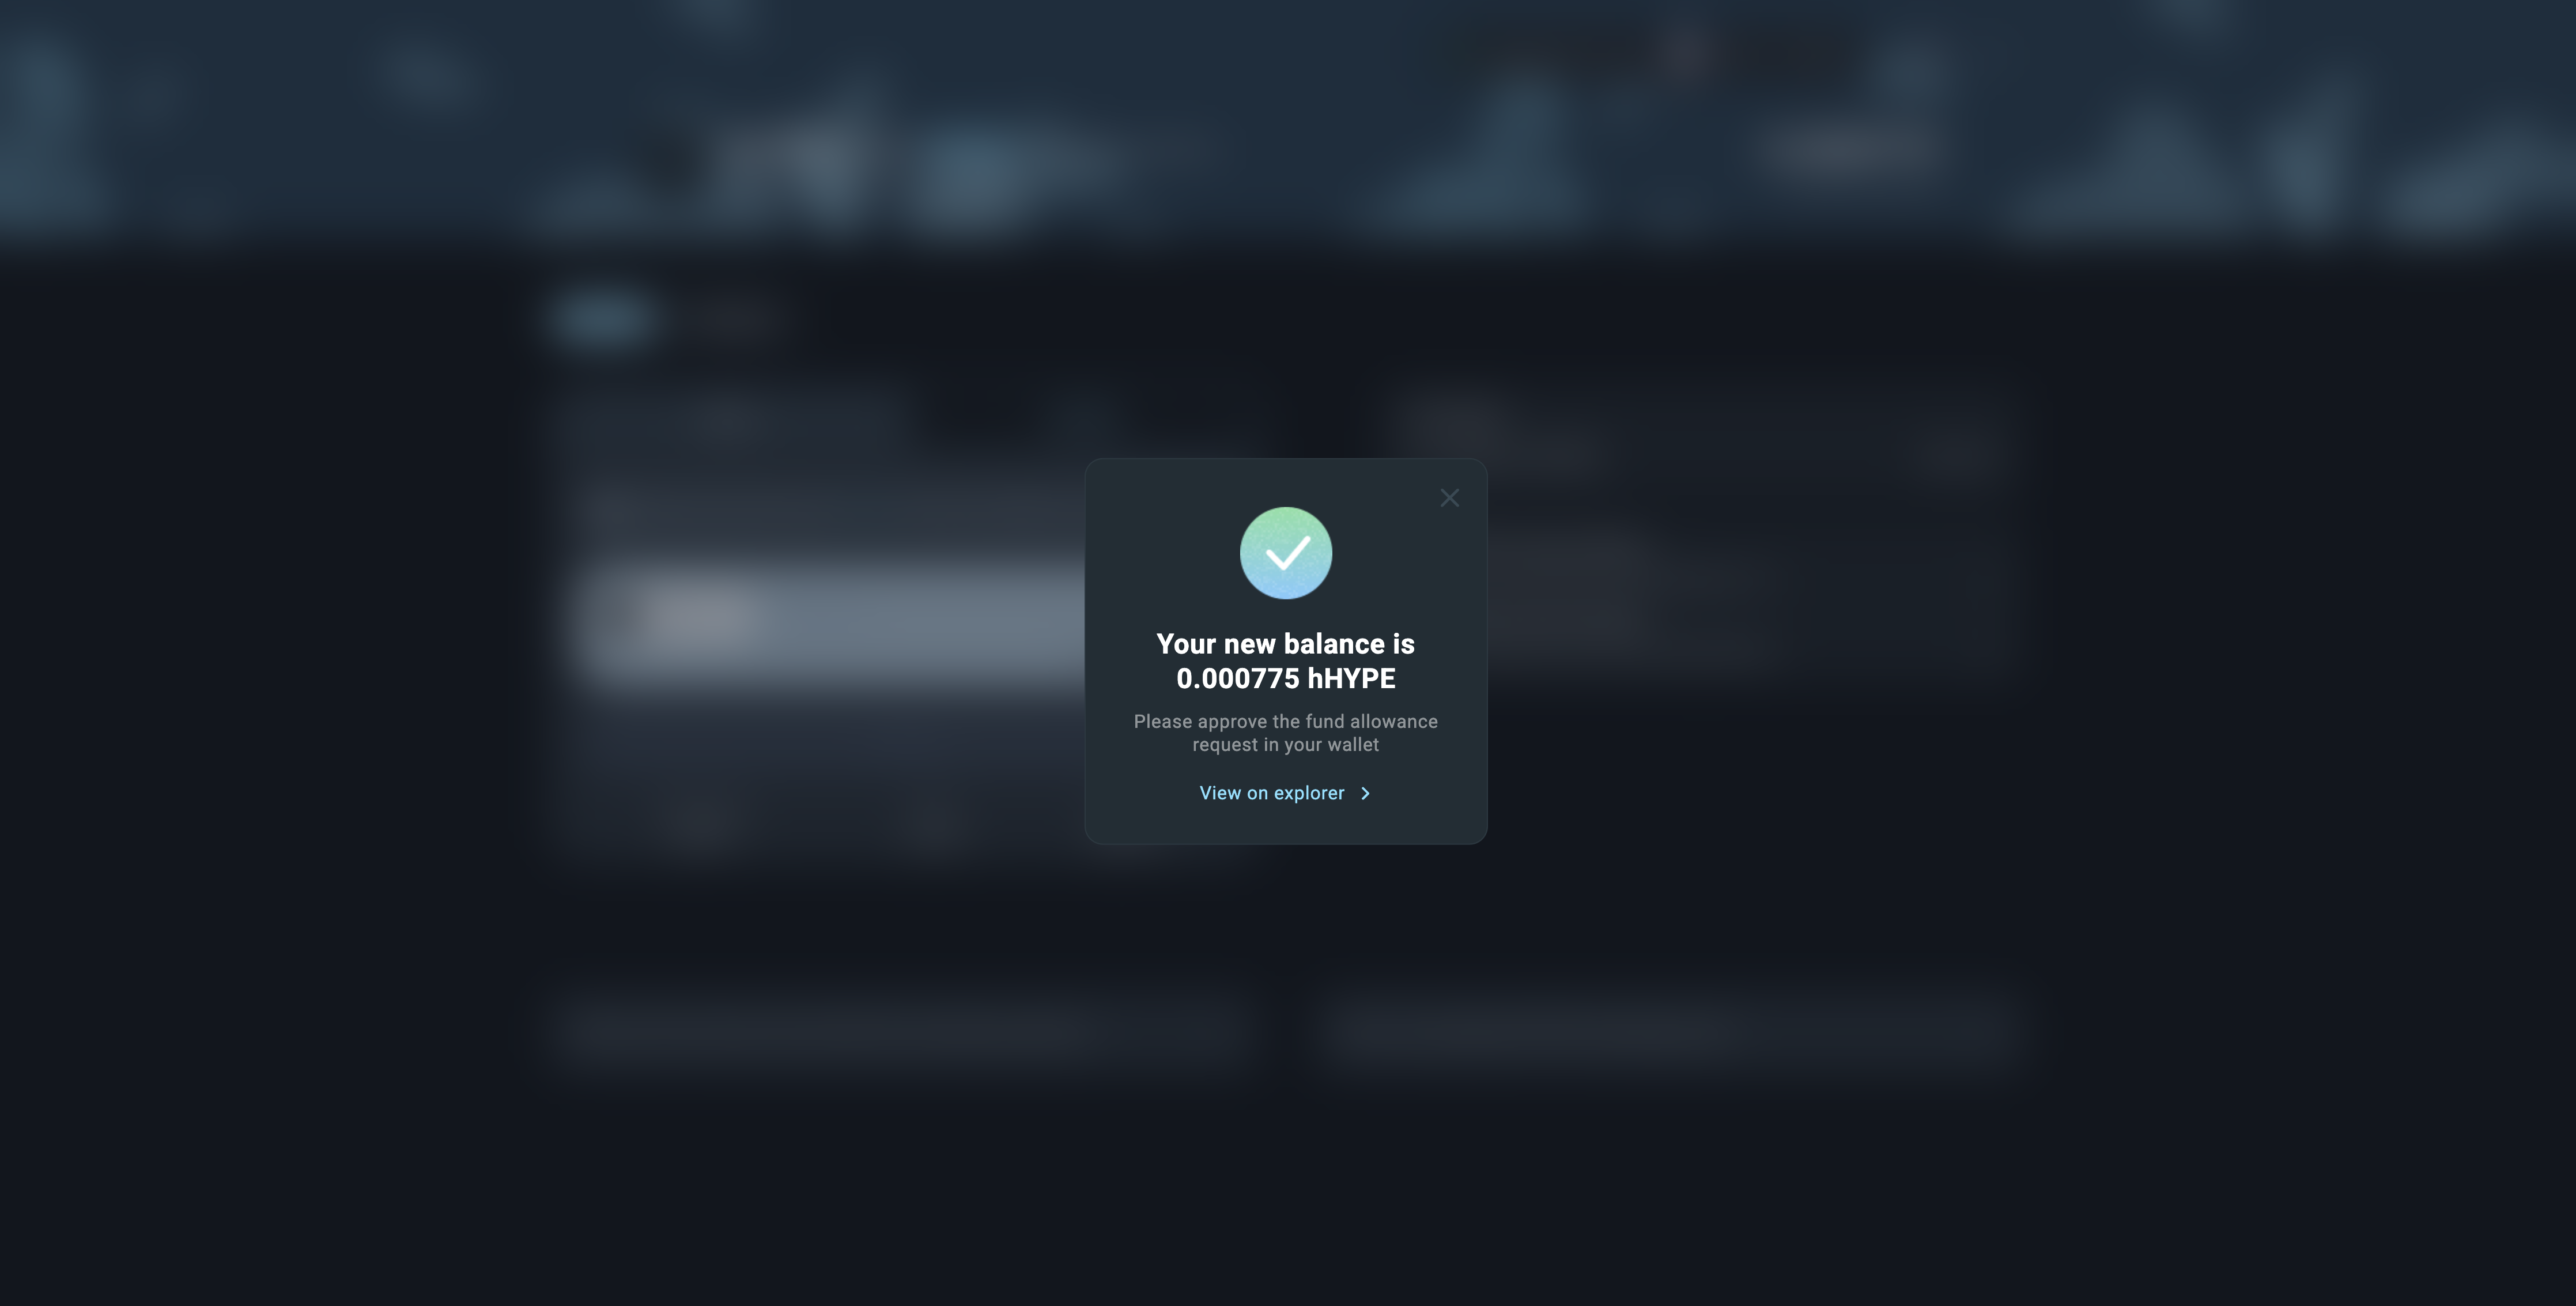 Your new balance is
0.000775 hHYPE
Please approve the fund allowance
request in your wallet
View on explorer